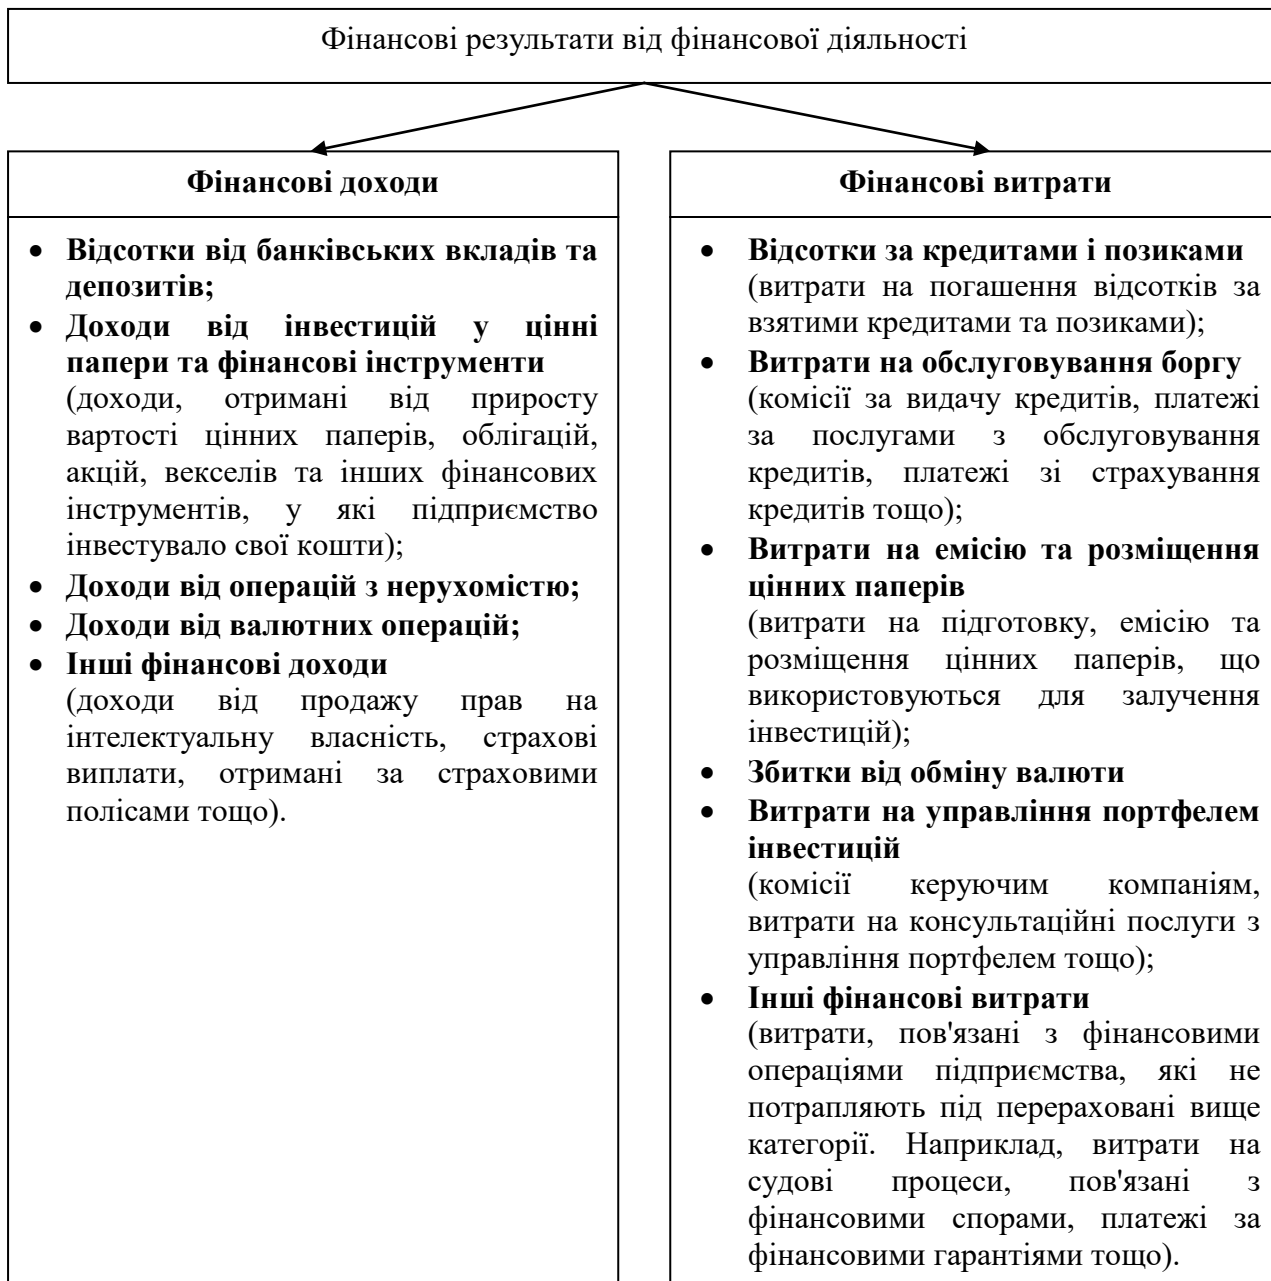 Фінансові результати від фінансової діяльності
Фінансові доходи
• Відсотки від банківських вкладів та
депозитів;
• Доходи від інвестицій у цінні
папери та фінансові інструменти
(доходи, отримані від приросту
вартості цінних паперів, облігацій,
акцій, векселів та інших фінансових
інструментів, у які підприємство
інвестувало свої кошти);
• Доходи від операцій з нерухомістю;
• Доходи від валютних операцій;
• Інші фінансові доходи
(доходи від продажу прав на
інтелектуальну власність, страхові
виплати, отримані за страховими
полісами тощо).
Фінансові витрати
• Відсотки за кредитами і позиками
(витрати на погашення відсотків за
взятими кредитами та позиками);
• Витрати на обслуговування боргу
(комісії за видачу кредитів, платежі
за послугами з обслуговування
кредитів, платежі зі страхування
кредитів тощо);
• Витрати на емісію та розміщення
цінних паперів
(витрати на підготовку, емісію та
розміщення цінних паперів, що
використовуються для залучення
інвестицій);
• Збитки від обміну валюти
• Витрати на управління портфелем
інвестицій
(комісії керуючим компаніям,
витрати на консультаційні послуги з
управління портфелем тощо);
• Інші фінансові витрати
(витрати, пов'язані з фінансовими
операціями підприємства, які не
потрапляють під перераховані вище
категорії. Наприклад, витрати на
судові процеси, пов'язані з
фінансовими спорами, платежі за
фінансовими гарантіями тощо).